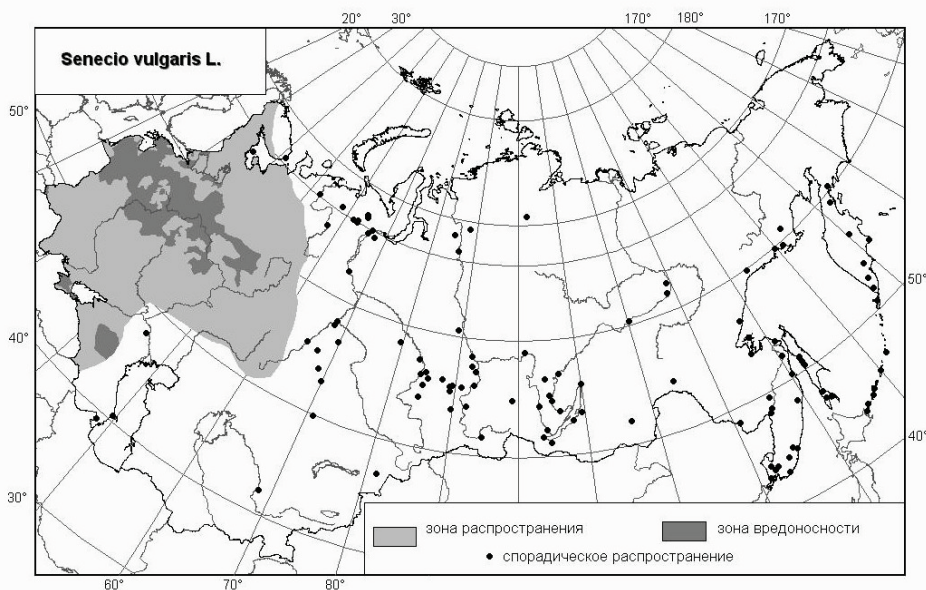 20° 30° 170° 180° 170°
Senecio vulgaris L.
50°
40°
30°
50°
40°
зона распространения
зона вредоносности
спорадическое распространение
60° 70° 80°